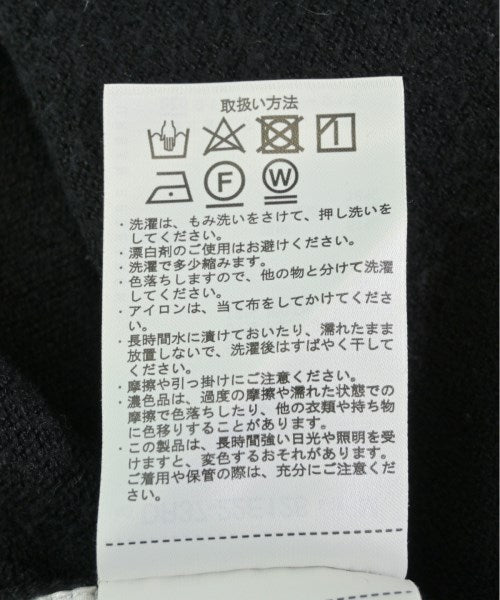 取扱い方法
F
W
・洗濯は、もみ洗いをさけて、押し洗いを
してください。
・漂白剤のご使用はお避けください。
・洗濯で多少縮みます。
・色落ちしますので、他の物と分けて洗濯
してください。
・アイロンは、当て布をしてかけてくださ
い。
・長時間水に漬けておいたり、濡れたまま
放置しないで、洗濯後はすばやく干して
ください。
・摩擦や引っ掛けにご注意ください。
・濃色品は、過度の摩擦や濡れた状態での
摩擦で色落ちしたり、他の衣類や持ち物
に色移りすることがあります。
・この製品は、長時間強い日光や照明を受
けますと、変色するおそれがあります。
ご着用や保管の際は、充分にご注意くだ
さい。